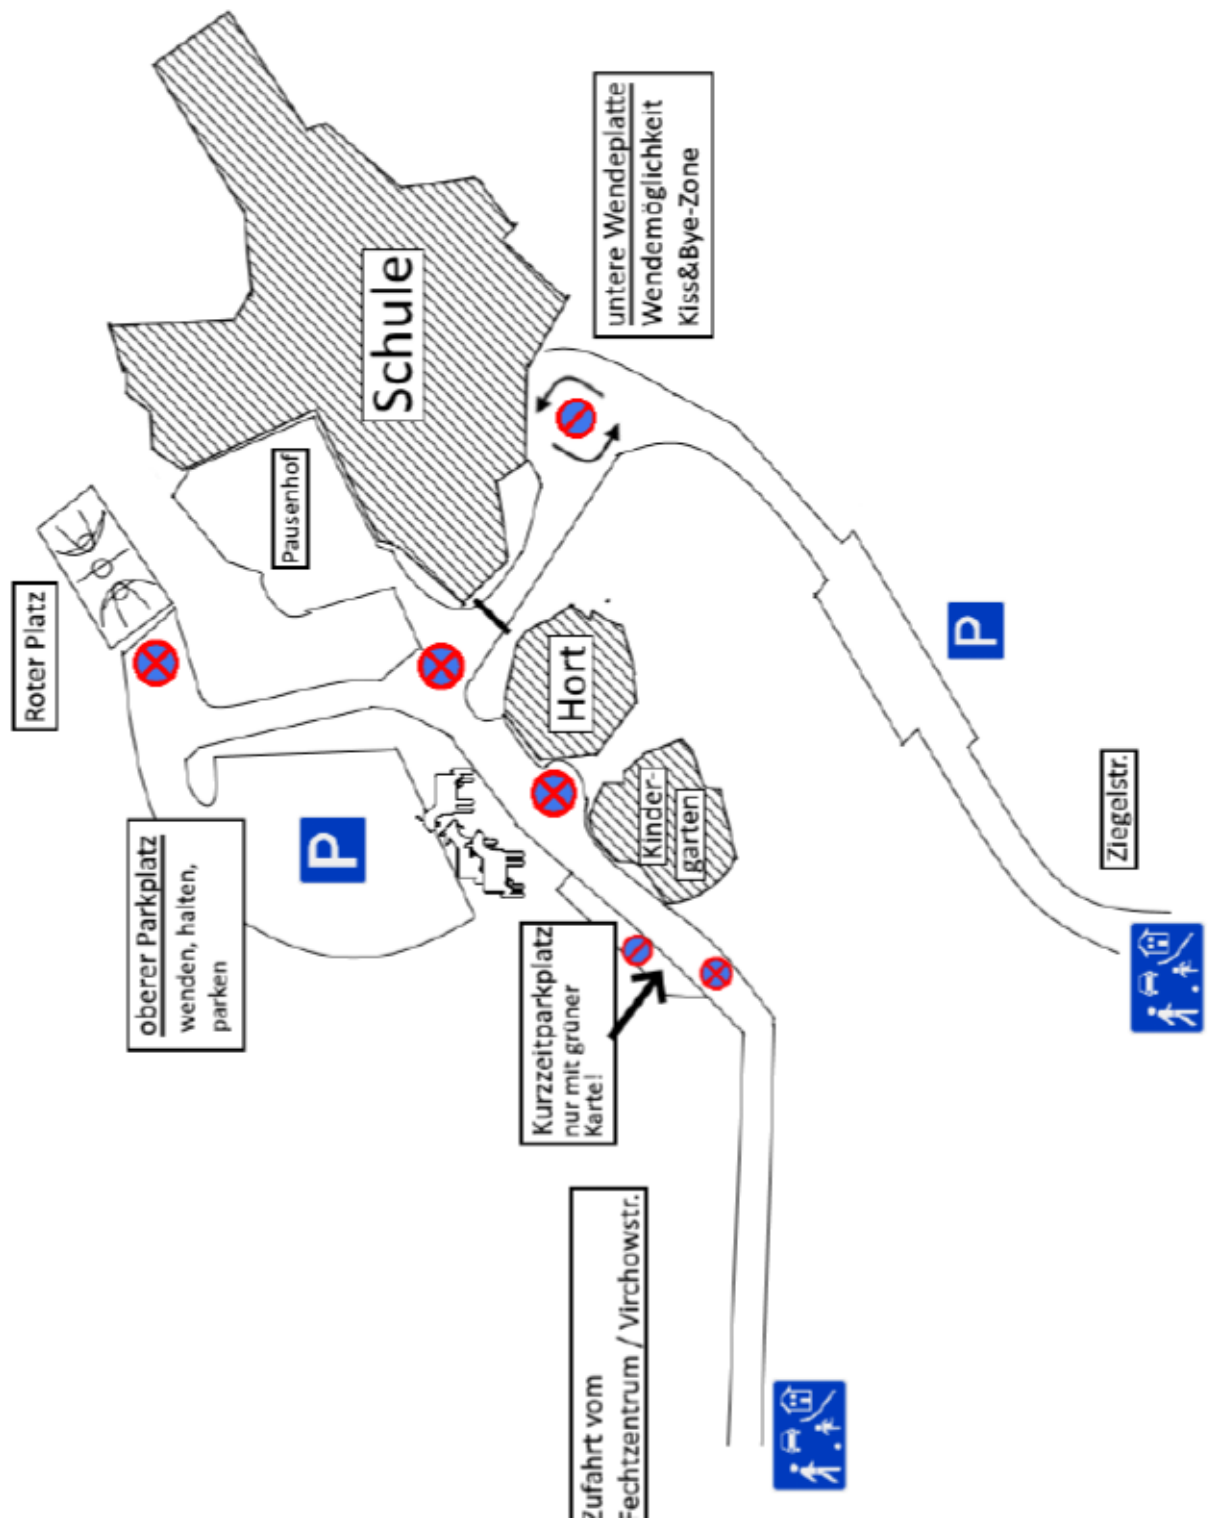 Roter Platz
Pausenhof
Schule
untere Wendeplatte
Wendemöglichkeit
Kiss&Bye-Zone
oberer Parkplatz
wenden, halten,
parken
P
Hort
Kinder-
garten
P
Kurzzeitparkplatz
nur mit grüner
Karte!
Ziegelstr.
Zufahrt vom
Fechtzentrum / Virchowstr.